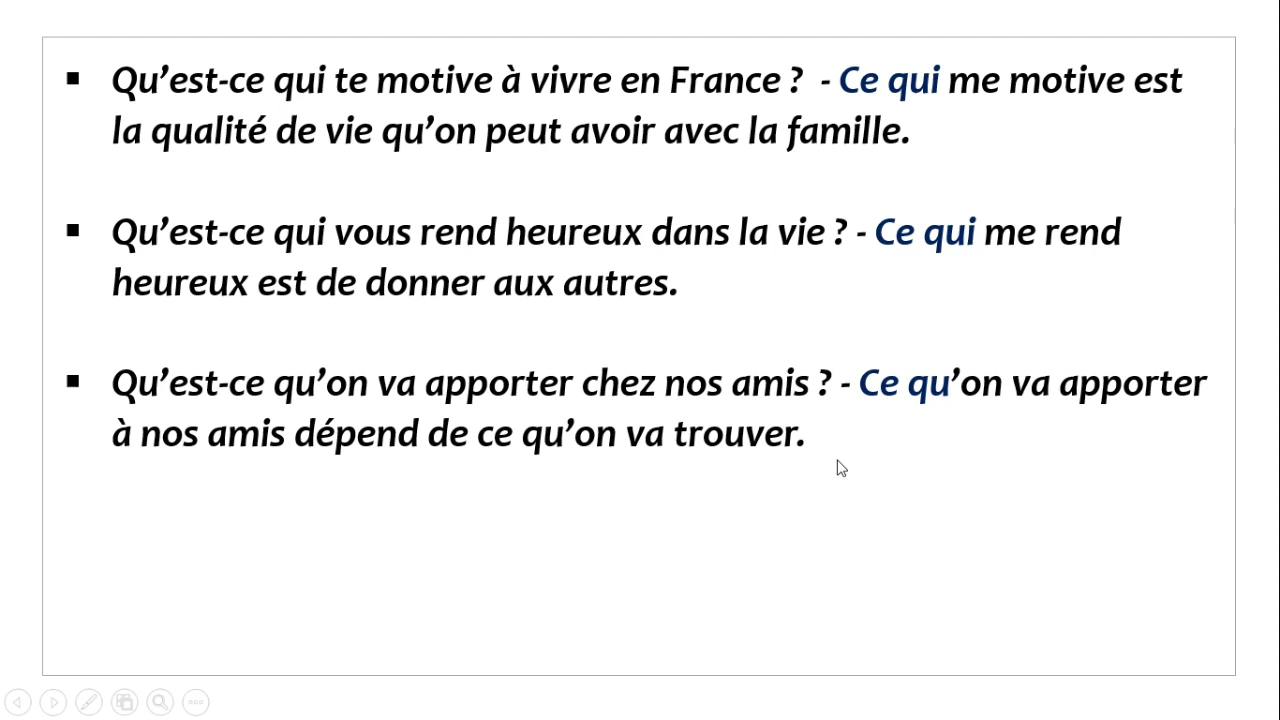 ▪ Qu’est-ce qui te motive à vivre en France ?  - Ce qui me motive est
la qualité de vie qu’on peut avoir avec la famille.
▪ Qu’est-ce qui vous rend heureux dans la vie ? - Ce qui me rend
heureux est de donner aux autres.
▪ Qu’est-ce qu’on va apporter chez nos amis ? - Ce qu’on va apporter
à nos amis dépend de ce qu’on va trouver.